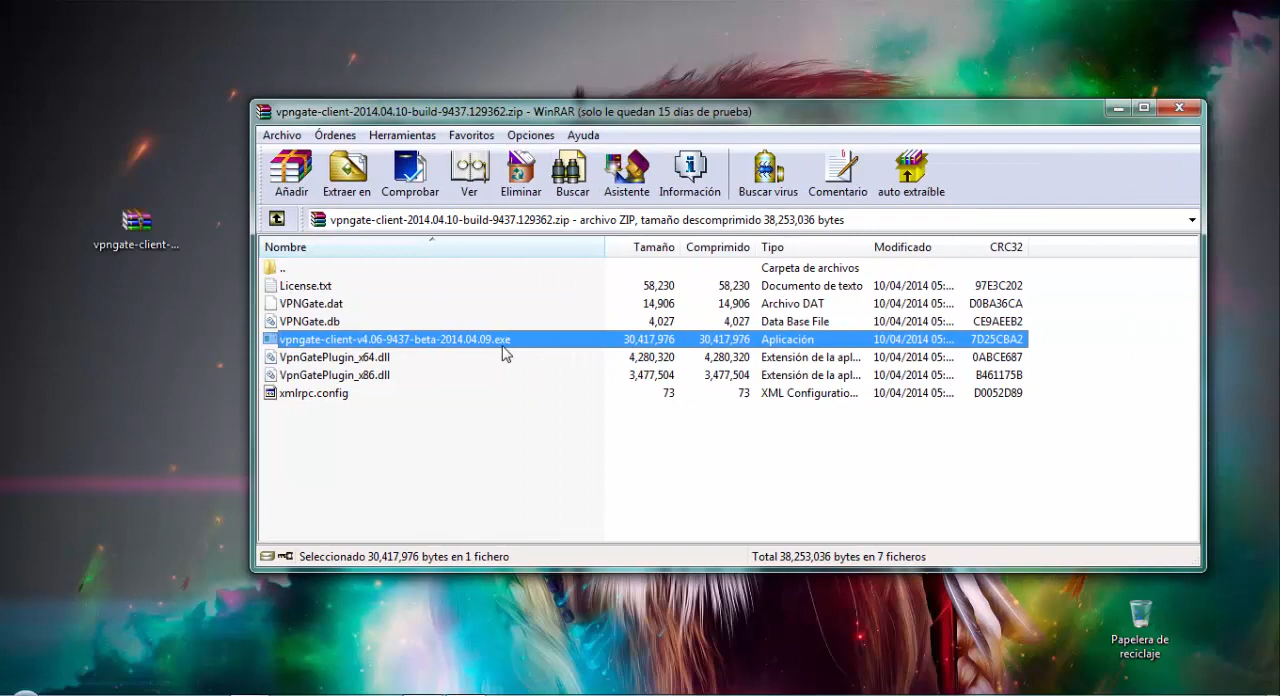 vpngate-client-2014.04.10-build-9437.129362.zip - WinRAR (solo le quedan 15 días de prueba)
Archivo Órdenes Herramientas Favoritos Opciones Ayuda
Añadir Extraer en Comprobar Ver Eliminar Buscar Asistente Información Buscar virus Comentario auto extraíble
vpngate-client-2014.04.10-build-9437.129362.zip - archivo ZIP, tamaño descomprimido 38,253,036 bytes
vpngate-client-...
Nombre Tamaño Comprimido Tipo Modificado CRC32
.. Carpeta de archivos
License.txt 58,230 58,230 Documento de texto 10/04/2014 05:... 97E3C202
VPNGate.dat 14,906 14,906 Archivo DAT 10/04/2014 05:... D0BA36CA
VPNGate.db 4,027 4,027 Data Base File 10/04/2014 05:... CE9AEEB2
vpngate-client-v4.06-9437-beta-2014.04.09.exe 30,417,976 30,417,976 Aplicación 10/04/2014 05:... 7D25CBA2
VpnGatePlugin_x64.dll 4,280,320 4,280,320 Extensión de la apl... 10/04/2014 05:... 0ABCE687
VpnGatePlugin_x86.dll 3,477,504 3,477,504 Extensión de la apl... 10/04/2014 05:... B461175B
xmlrpc.config 73 73 XML Configuratio... 10/04/2014 05:... D0052D89
Seleccionado 30,417,976 bytes en 1 fichero Total 38,253,036 bytes en 7 ficheros
Papelera de
reciclaje